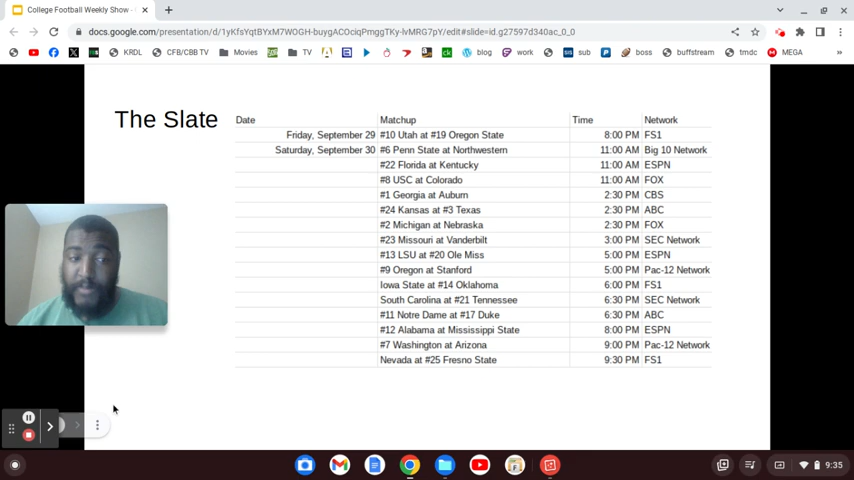 College Football Weekly Show -
docs.google.com/presentation/d/1yKfsYqtBYxM7WOGH-buygACOciqPmggTKy-lvMRG7pY/edit#slide=id.g27597d340ac_0_0
KRDL CFB/CBB TV Movies TV blog work sub boss buffstream tmdc MEGA
The Slate
Date Matchup Time Network
Friday, September 29 #10 Utah at #19 Oregon State 8:00 PM FS1
Saturday, September 30 #6 Penn State at Northwestern 11:00 AM Big 10 Network
#22 Florida at Kentucky 11:00 AM ESPN
#8 USC at Colorado 11:00 AM FOX
#1 Georgia at Auburn 2:30 PM CBS
#24 Kansas at #3 Texas 2:30 PM ABC
#2 Michigan at Nebraska 2:30 PM FOX
#23 Missouri at Vanderbilt 3:00 PM SEC Network
#13 LSU at #20 Ole Miss 5:00 PM ESPN
#9 Oregon at Stanford 5:00 PM Pac-12 Network
Iowa State at #14 Oklahoma 6:00 PM FS1
South Carolina at #21 Tennessee 6:30 PM SEC Network
#11 Notre Dame at #17 Duke 6:30 PM ABC
#12 Alabama at Mississippi State 8:00 PM ESPN
#7 Washington at Arizona 9:00 PM Pac-12 Network
Nevada at #25 Fresno State 9:30 PM FS1
9:35